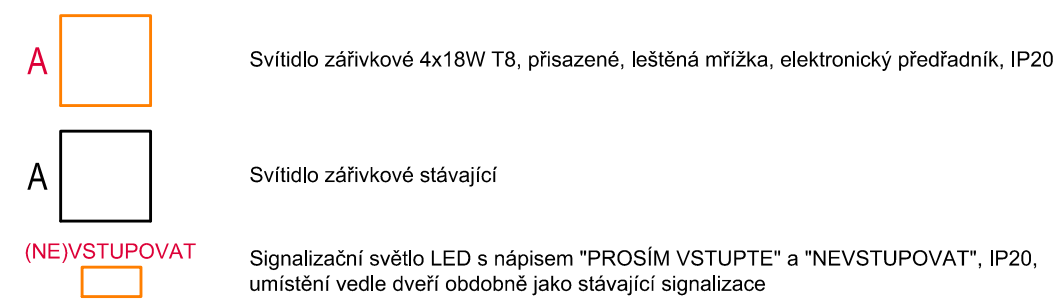 A Svítidlo zářivkové 4x18W T8, přisazené, leštěná mřížka, elektronický předřadník, IP20
A Svítidlo zářivkové stávající
(NE)VSTUPOVAT
Signalizační světlo LED s nápisem "PROSÍM VSTUPTE" a "NEVSTUPOVAT", IP20,
umístění vedle dveří obdobně jako stávající signalizace